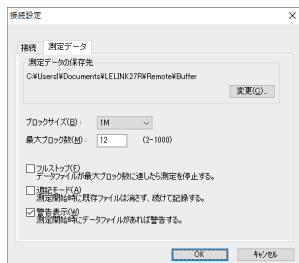 接続設定
接続 測定データ
測定データの保存先
C:¥Users¥Documents¥LELINK27R¥Remote¥Buffer
変更(C)...
ブロックサイズ(B): 1M
最大ブロック数(M): 12 (2-1000)
フルストップ(F)
データファイルが最大ブロック数に達したら測定を停止する。
追記モード(A)
測定開始時に既存ファイルは消さず、続けて記録する。
警告表示(W)
測定開始時にデータファイルがあれば警告する。
OK キャンセル